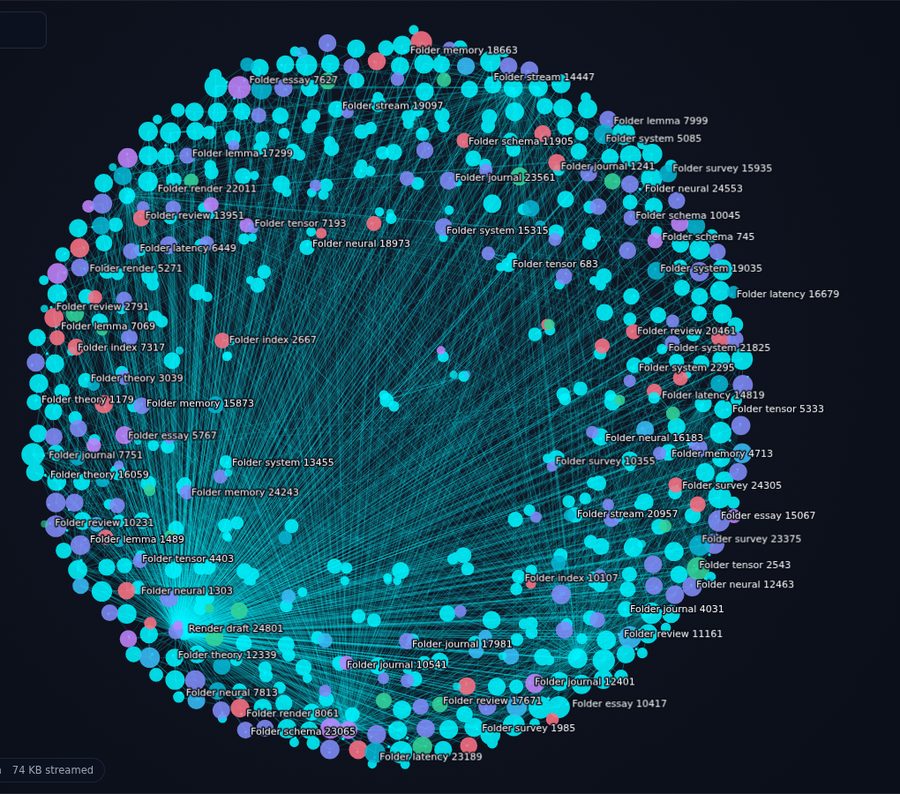 Folder memory 18663
Folder stream 14447
Folder essay 7627
Folder stream 19097
Folder lemma 7999
Folder system 5085
Folder schema 11905
Folder lemma 17299
Folder journal 1241
Folder survey 15935
Folder journal 23561
Folder render 22011
Folder neural 24553
Folder review 13951
Folder schema 10045
Folder tensor 7193
Folder system 15315
Folder schema 745
Folder neural 18973
Folder latency 6449
Folder tensor 683
Folder render 5271
Folder system 19035
Folder latency 16679
Folder review 2791
Folder lemma 7069
Folder review 20461
Folder index 2667
Folder index 7317
Folder system 21825
Folder system 2295
Folder theory 3039
Folder latency 14819
Folder theory 1179
Folder memory 15873
Folder tensor 5333
Folder essay 5767
Folder neural 16183
Folder journal 7751
Folder memory 4713
Folder system 13455
Folder survey 10355
Folder theory 16059
Folder survey 24305
Folder memory 24243
Folder stream 20957
Folder essay 15067
Folder review 10231
Folder lemma 1489
Folder survey 23375
Folder tensor 4403
Folder tensor 2543
Folder index 10107
Folder neural 12463
Folder neural 1303
Folder journal 4031
Render draft 24801
Folder review 11161
Folder journal 17981
Folder theory 12339
Folder journal 10541
Folder journal 12401
Folder neural 7813
Folder review 17671
Folder essay 10417
Folder render 8061
Folder survey 1985
Folder schema 23065
Folder latency 23189
74 KB streamed